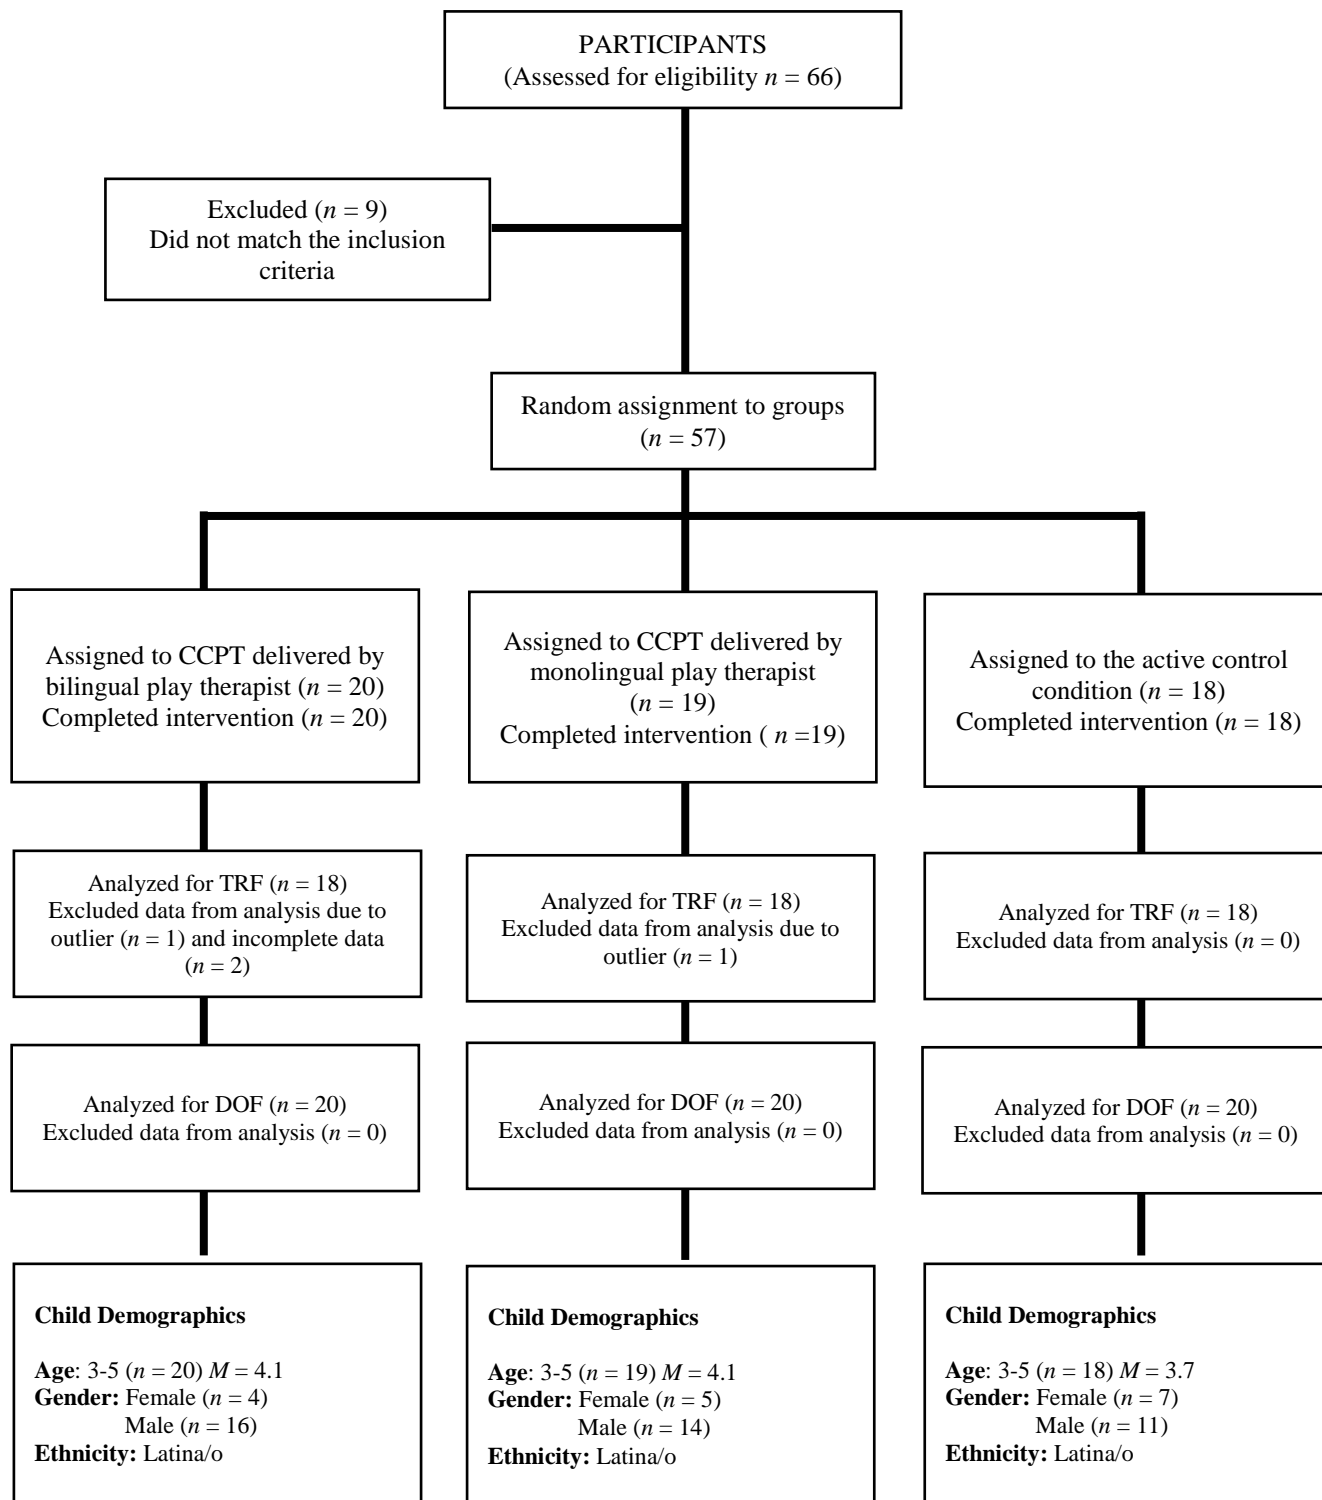 PARTICIPANTS
(Assessed for eligibility n = 66)
Excluded (n = 9)
Did not match the inclusion
criteria
Random assignment to groups
(n = 57)
Assigned to CCPT delivered by
bilingual play therapist (n = 20)
Completed intervention (n = 20)
Assigned to CCPT delivered by
monolingual play therapist
(n = 19)
Completed intervention ( n =19)
Assigned to the active control
condition (n = 18)
Completed intervention (n = 18)
Analyzed for TRF (n = 18)
Excluded data from analysis due to
outlier (n = 1) and incomplete data
(n = 2)
Analyzed for TRF (n = 18)
Excluded data from analysis due to
outlier (n = 1)
Analyzed for TRF (n = 18)
Excluded data from analysis (n = 0)
Analyzed for DOF (n = 20)
Excluded data from analysis (n = 0)
Analyzed for DOF (n = 20)
Excluded data from analysis (n = 0)
Analyzed for DOF (n = 20)
Excluded data from analysis (n = 0)
Child Demographics
Age: 3-5 (n = 20) M = 4.1
Gender: Female (n = 4)
Male (n = 16)
Ethnicity: Latina/o
Child Demographics
Age: 3-5 (n = 19) M = 4.1
Gender: Female (n = 5)
Male (n = 14)
Ethnicity: Latina/o
Child Demographics
Age: 3-5 (n = 18) M = 3.7
Gender: Female (n = 7)
Male (n = 11)
Ethnicity: Latina/o